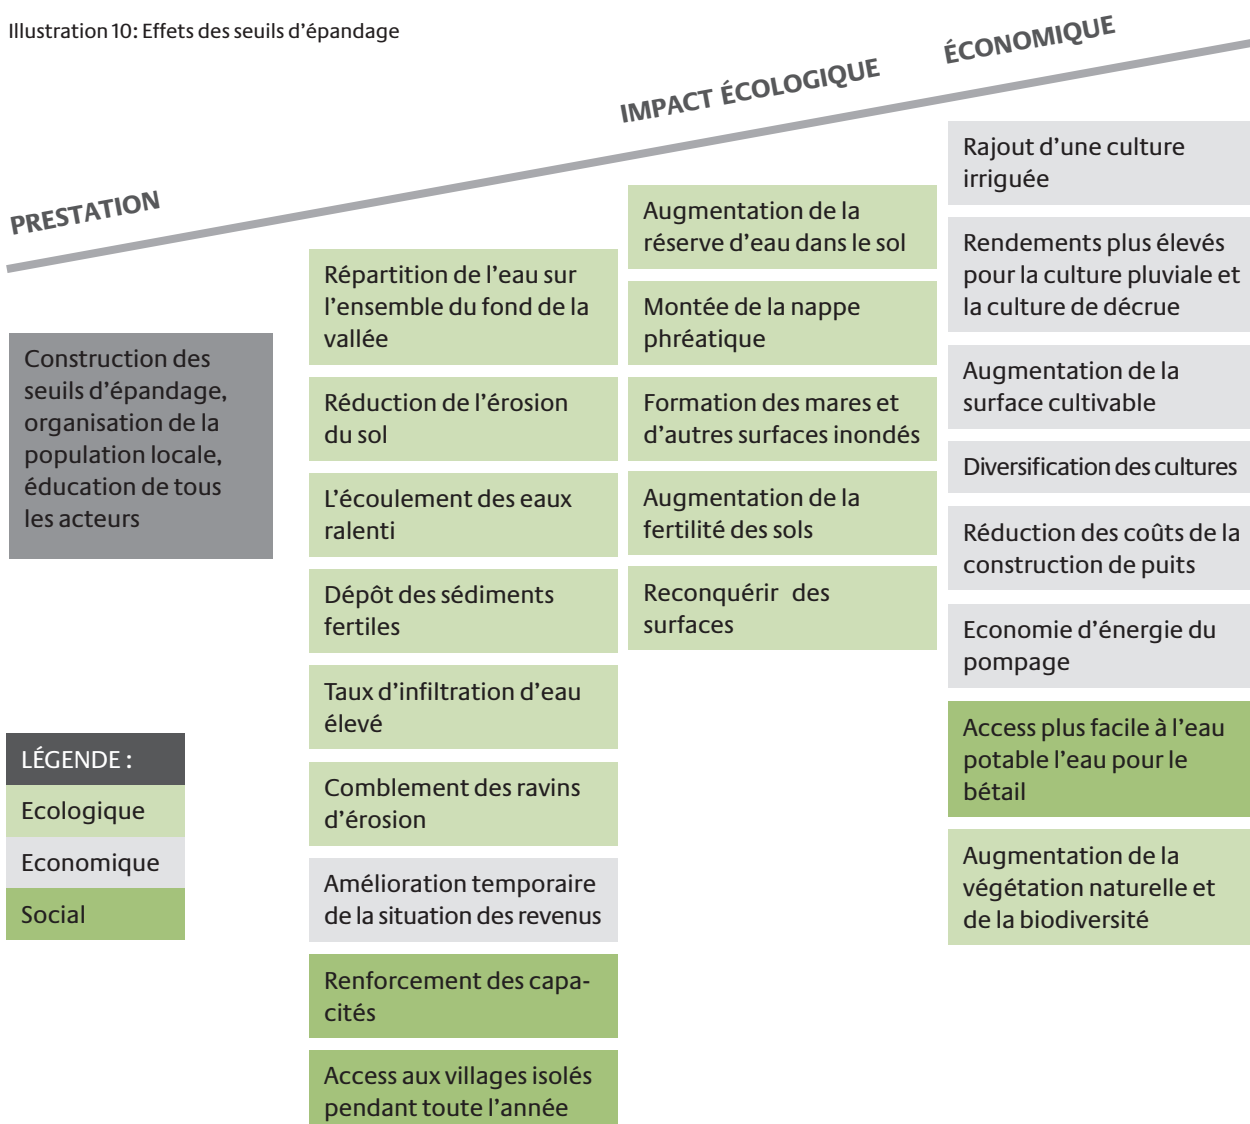 Illustration 10: Effets des seuils d’épandage
PRESTATION
IMPACT ÉCOLOGIQUE
ÉCONOMIQUE
Construction des
seuils d’épandage,
organisation de la
population locale,
éducation de tous
les acteurs
Répartition de l’eau sur
l’ensemble du fond de la
vallée
Réduction de l’érosion
du sol
L’écoulement des eaux
ralenti
Dépôt des sédiments
fertiles
Taux d’infiltration d’eau
élevé
Comblement des ravins
d’érosion
Amélioration temporaire
de la situation des revenus
Renforcement des capa-
cités
Access aux villages isolés
pendant toute l’année
Augmentation de la
réserve d’eau dans le sol
Montée de la nappe
phréatique
Formation des mares et
d’autres surfaces inondés
Augmentation de la
fertilité des sols
Reconquérir des
surfaces
Rajout d’une culture
irriguée
Rendements plus élevés
pour la culture pluviale et
la culture de décrue
Augmentation de la
surface cultivable
Diversification des cultures
Réduction des coûts de la
construction de puits
Economie d’énergie du
pompage
Access plus facile à l’eau
potable l’eau pour le
bétail
Augmentation de la
végétation naturelle et
de la biodiversité
LÉGENDE :
Ecologique
Economique
Social